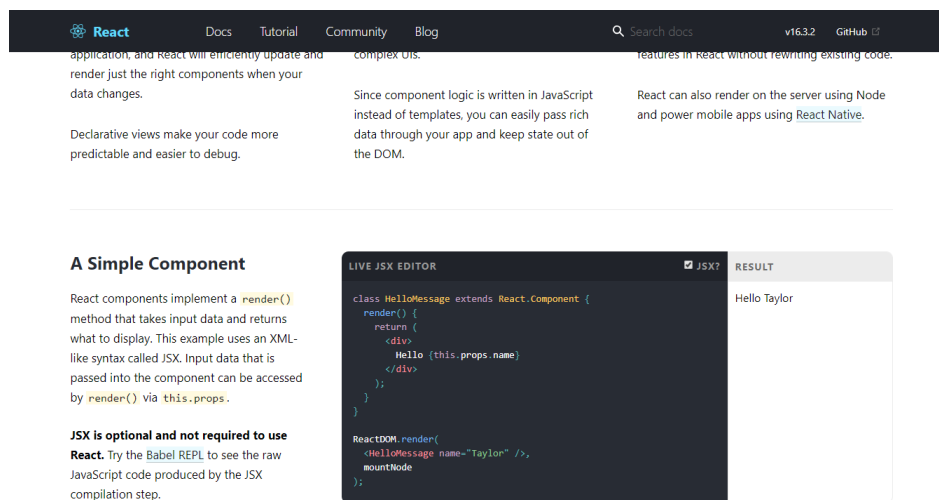 React Docs Tutorial Community Blog Search docs v16.3.2 GitHub
application, and React will efficiently update and
render just the right components when your
data changes.
Declarative views make your code more
predictable and easier to debug.
complex UIs.
Since component logic is written in JavaScript
instead of templates, you can easily pass rich
data through your app and keep state out of
the DOM.
features in React without rewriting existing code.
React can also render on the server using Node
and power mobile apps using React Native.
A Simple Component
React components implement a render()
method that takes input data and returns
what to display. This example uses an XML-
like syntax called JSX. Input data that is
passed into the component can be accessed
by render() via this.props.
JSX is optional and not required to use
React. Try the Babel REPL to see the raw
JavaScript code produced by the JSX
compilation step.
LIVE JSX EDITOR JSX?
class HelloMessage extends React.Component {
  render() {
    return (
      <div>
        Hello {this.props.name}
      </div>
    );
  }
}
ReactDOM.render(
  <HelloMessage name="Taylor" />,
  mountNode
);
RESULT
Hello Taylor